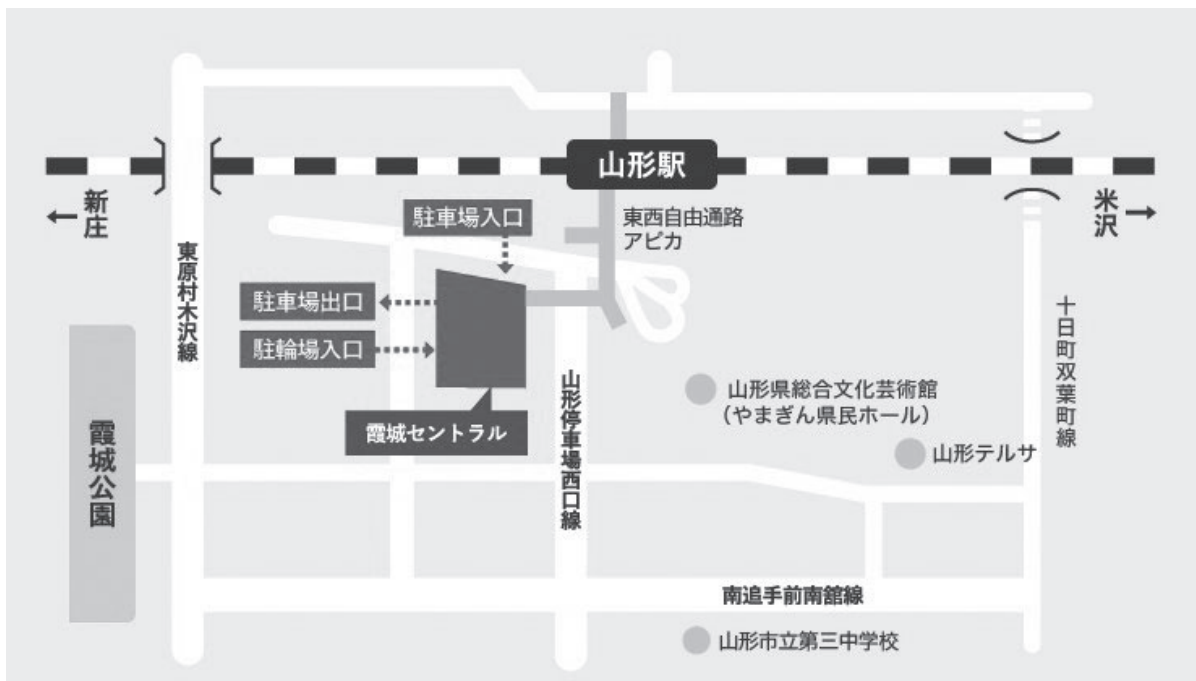 山形駅
新庄
←
米沢
→
駐車場入口
東西自由通路
アピカ
東原村木沢線
駐車場出口
駐輪場入口
十日町双葉町線
山形停車場西口線
山形県総合文化芸術館
（やまぎん県民ホール）
霞城セントラル
霞城公園
山形テルサ
南追手前南舘線
山形市立第三中学校